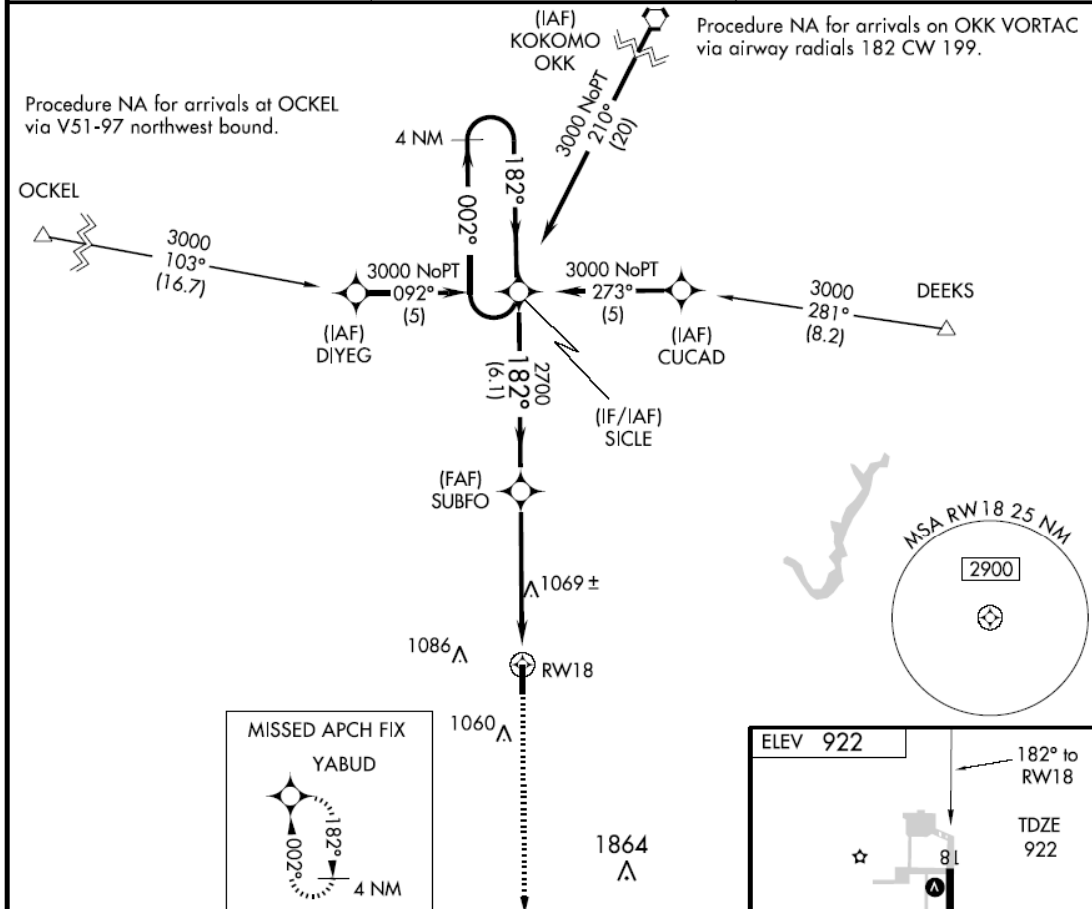 (IAF)
KOKOMO
OKK
Procedure NA for arrivals on OKK VORTAC
via airway radials 182 CW 199.
Procedure NA for arrivals at OCKEL
via V51-97 northwest bound.
3000 NoPT
210°
(20)
4 NM
182°
002°
OCKEL
3000
103°
(16.7)
3000 NoPT
092°
(5)
3000 NoPT
273°
(5)
3000
281°
(8.2)
DEEKS
(IAF)
DIYEG
(IAF)
CUCAD
2700
182°
(6.1)
(IF/IAF)
SICLE
(FAF)
SUBFO
MSA RW18 25 NM
2900
1069 ±
1086
RW18
1060
MISSED APCH FIX
YABUD
182°
002°
4 NM
1864
ELEV 922
182° to
RW18
TDZE
922
18